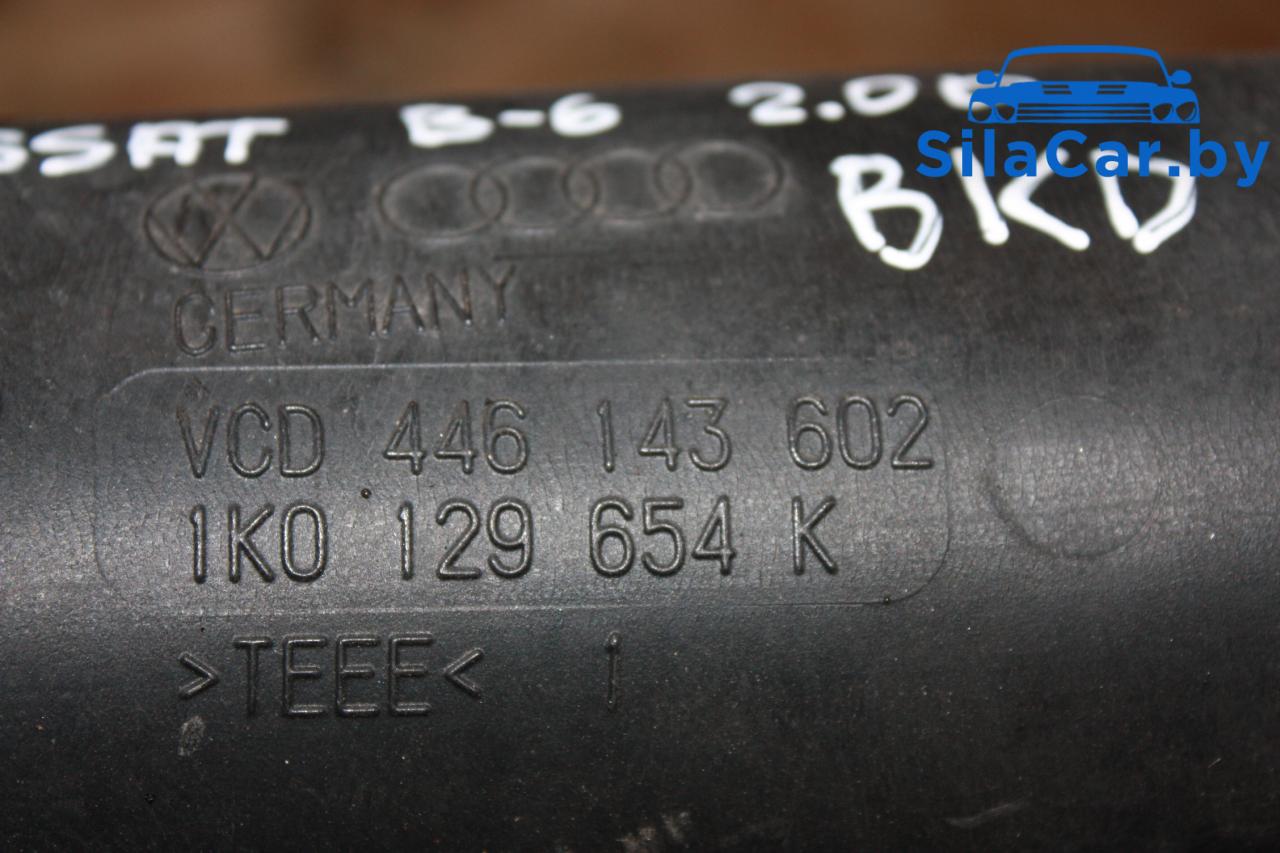 SSAT B-6 2.0
SilaCar.by
BKD
GERMANY
VCD 446 143 602
1K0 129 654 K
>TEEE< 1